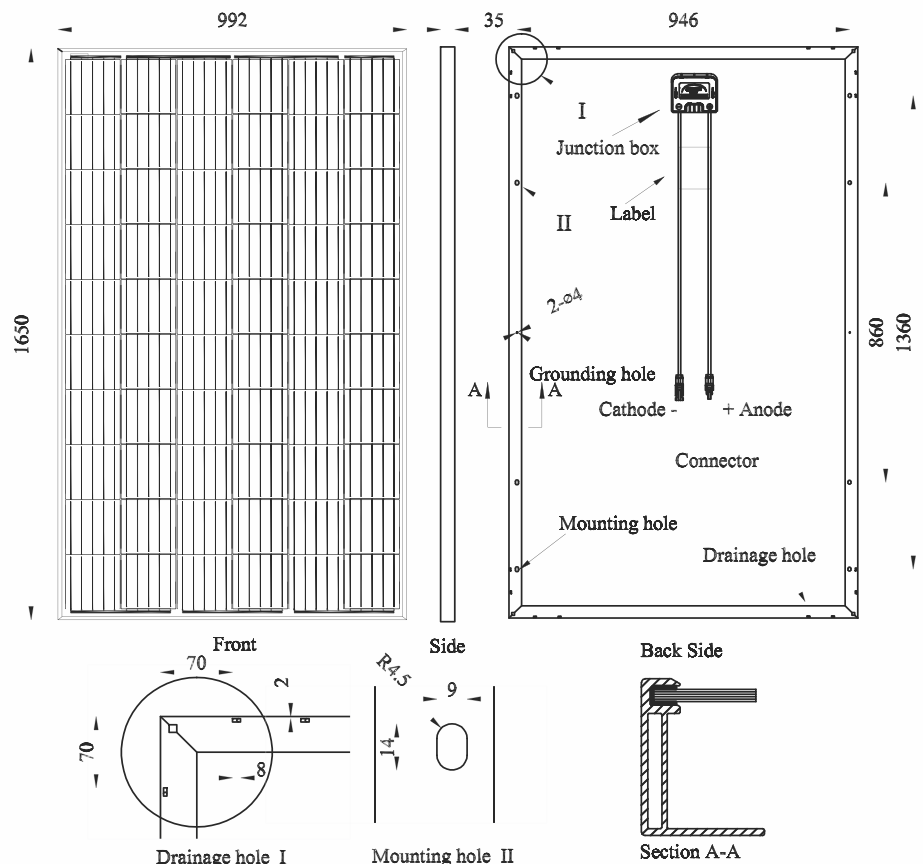 992
35
946
1650
I
Junction box
Label
II
2-⌀4
860
1360
Grounding hole
A A
Cathode - + Anode
Connector
Mounting hole
Drainage hole
Front
Side
Back Side
70
2
70
8
Drainage hole I
R4.5
9
14
Mounting hole II
Section A-A